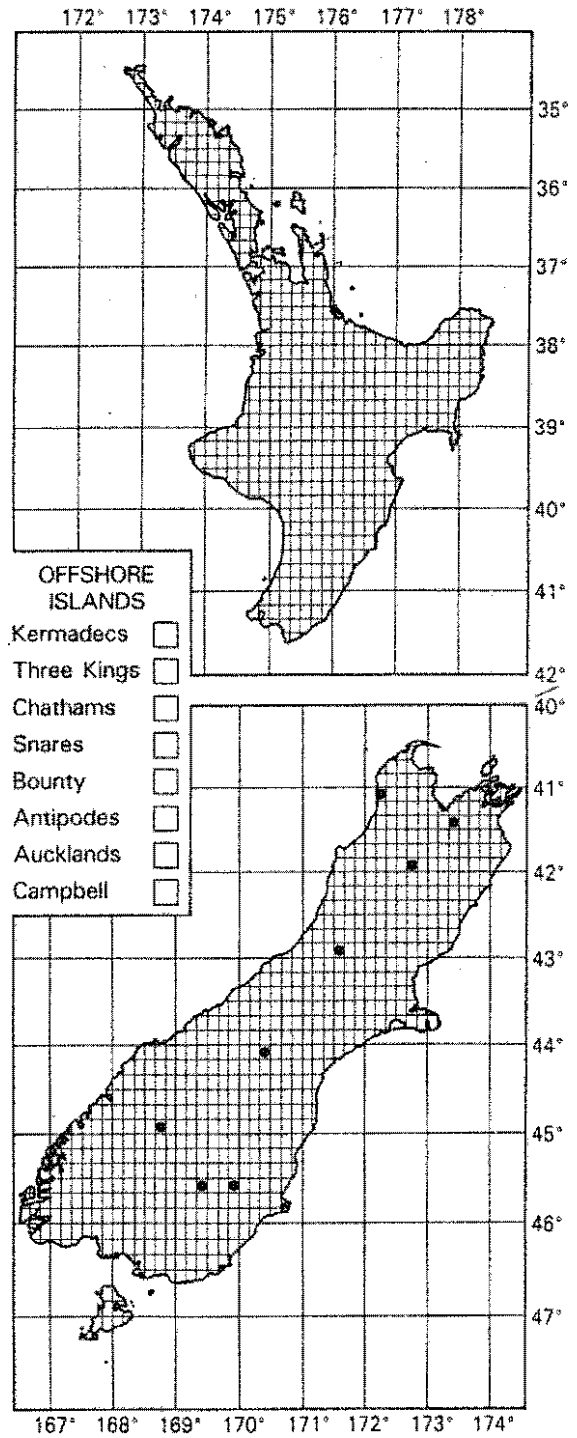 172° 173° 174° 175° 176° 177° 178°
35°
36°
37°
38°
39°
40°
41°
42°
OFFSHORE
ISLANDS
Kermadecs
Three Kings
Chathams
Snares
Bounty
Antipodes
Aucklands
Campbell
40°
41°
42°
43°
44°
45°
46°
47°
167° 168° 169° 170° 171° 172° 173° 174°